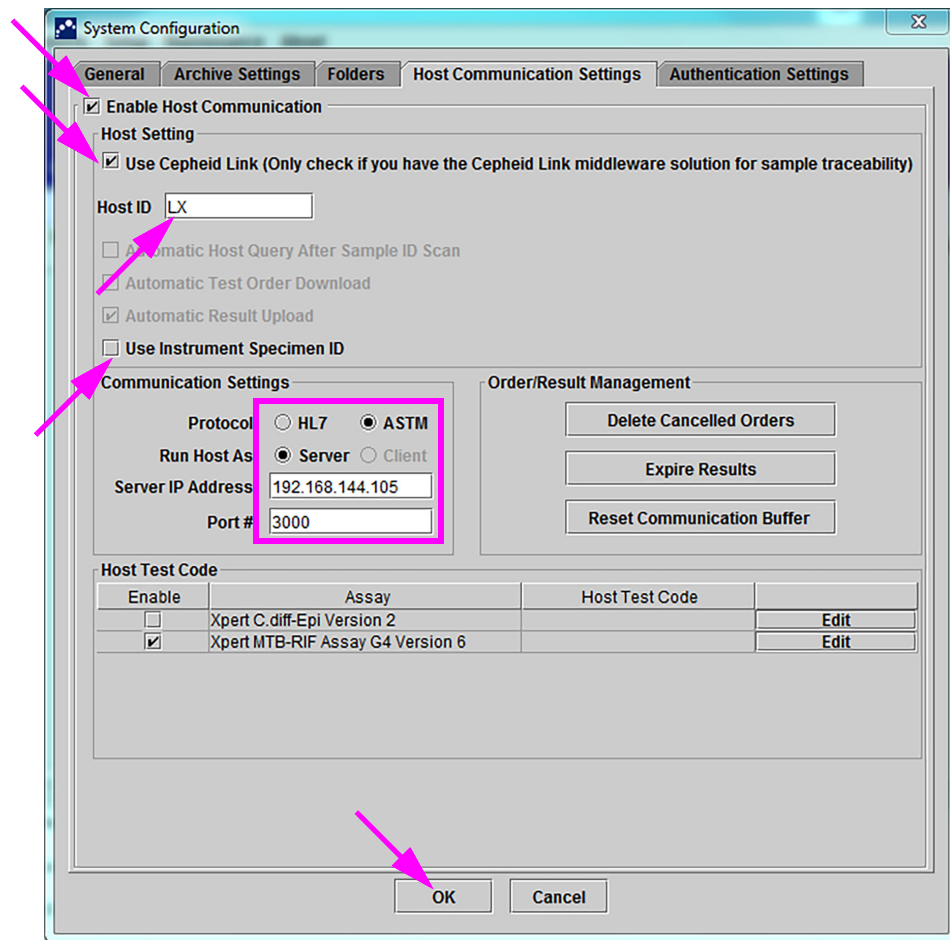 System Configuration
General Archive Settings Folders Host Communication Settings Authentication Settings
Enable Host Communication
Host Setting
Use Cepheid Link (Only check if you have the Cepheid Link middleware solution for sample traceability)
Host ID LX
Automatic Host Query After Sample ID Scan
Automatic Test Order Download
Automatic Result Upload
Use Instrument Specimen ID
Communication Settings
Protocol HL7 ASTM
Run Host As Server Client
Server IP Address 192.168.144.105
Port # 3000
Order/Result Management
Delete Cancelled Orders
Expire Results
Reset Communication Buffer
Host Test Code
Enable Assay Host Test Code
Xpert C.diff-Epi Version 2 Edit
Xpert MTB-RIF Assay G4 Version 6 Edit
OK Cancel